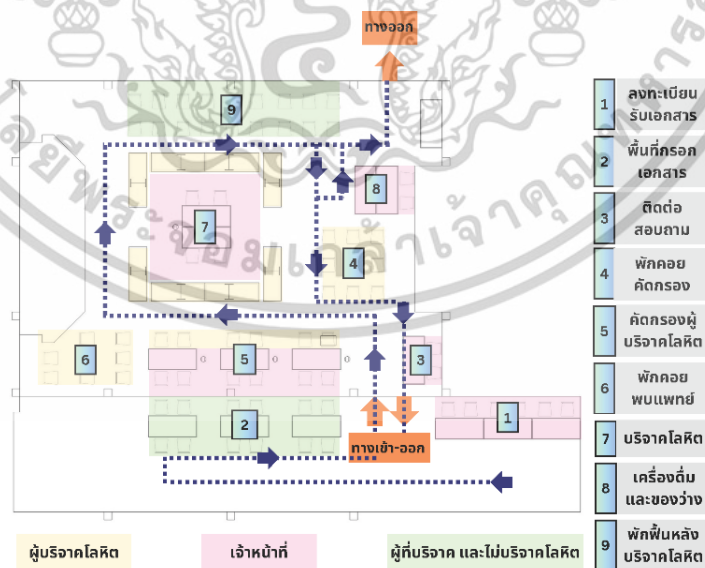 ทางออก
9
8
7
4
6
5
3
2
1
ทางเข้า-ออก
1 ลงทะเบียน
รับเอกสาร
2 พื้นที่กรอก
เอกสาร
3 ติดต่อ
สอบถาม
4 พักคอย
คัดกรอง
5 คัดกรองผู้
บริจาคโลหิต
6 พักคอย
พบแพทย์
7 บริจาคโลหิต
8 เครื่องดื่ม
และของว่าง
9 พักฟื้นหลัง
บริจาคโลหิต
ผู้บริจาคโลหิต
เจ้าหน้าที่
ผู้ที่บริจาค และไม่บริจาคโลหิต